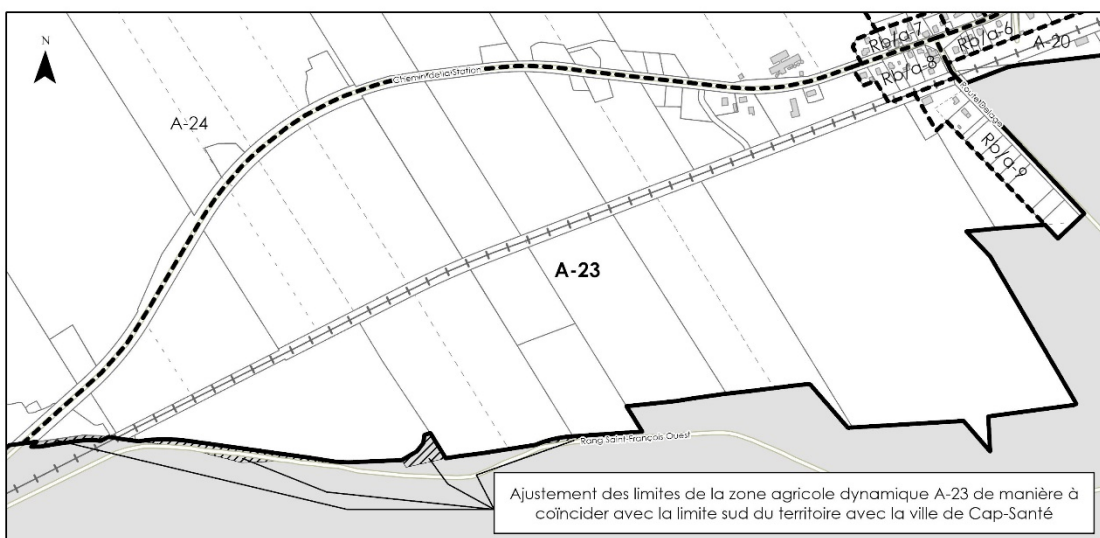 N
Rb/a-7
Rb/a-6
A-20
Rb/a-8
Chemin de la Station
A-24
Rb/a-9
A-23
Rang Saint-François Ouest
Ajustement des limites de la zone agricole dynamique A-23 de manière à
coïncider avec la limite sud du territoire avec la ville de Cap-Santé